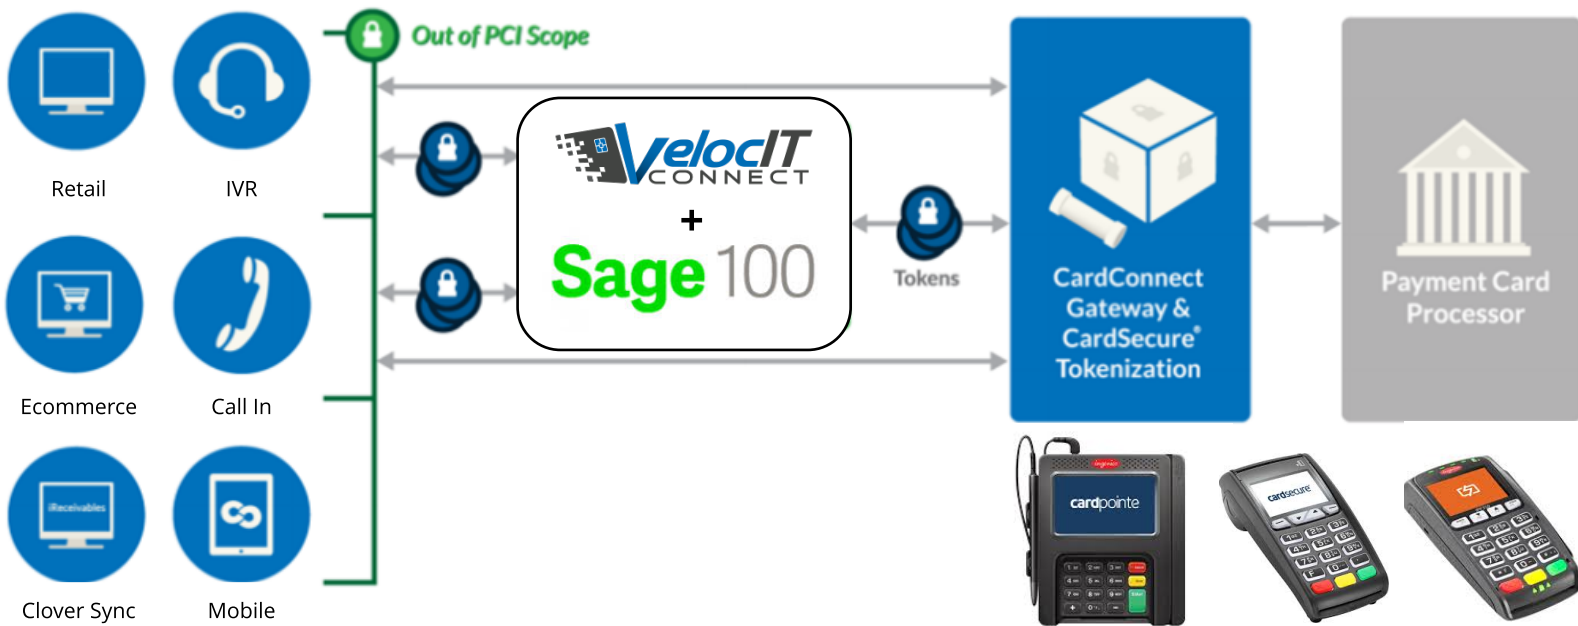 Out of PCI Scope
Retail
IVR
VelocIT
CONNECT
+
Sage 100
Tokens
CardConnect
Gateway &
CardSecure®
Tokenization
Payment Card
Processor
Ecommerce
Call In
iReceivables
Clover Sync
Mobile
cardpointe
cardsecure